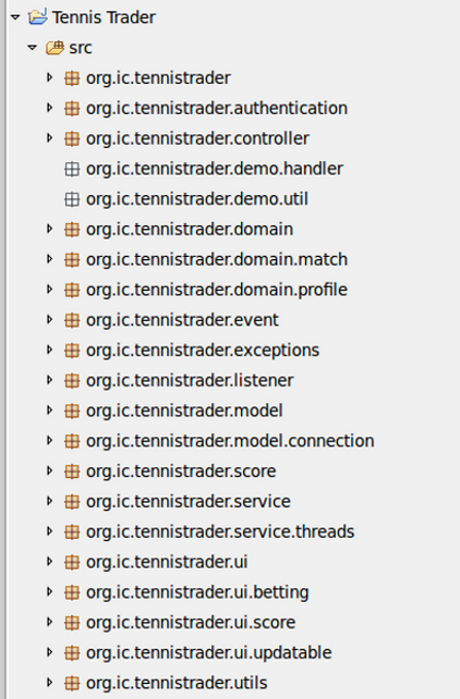 Tennis Trader
src
org.ic.tennistrader
org.ic.tennistrader.authentication
org.ic.tennistrader.controller
org.ic.tennistrader.demo.handler
org.ic.tennistrader.demo.util
org.ic.tennistrader.domain
org.ic.tennistrader.domain.match
org.ic.tennistrader.domain.profile
org.ic.tennistrader.event
org.ic.tennistrader.exceptions
org.ic.tennistrader.listener
org.ic.tennistrader.model
org.ic.tennistrader.model.connection
org.ic.tennistrader.score
org.ic.tennistrader.service
org.ic.tennistrader.service.threads
org.ic.tennistrader.ui
org.ic.tennistrader.ui.betting
org.ic.tennistrader.ui.score
org.ic.tennistrader.ui.updatable
org.ic.tennistrader.utils